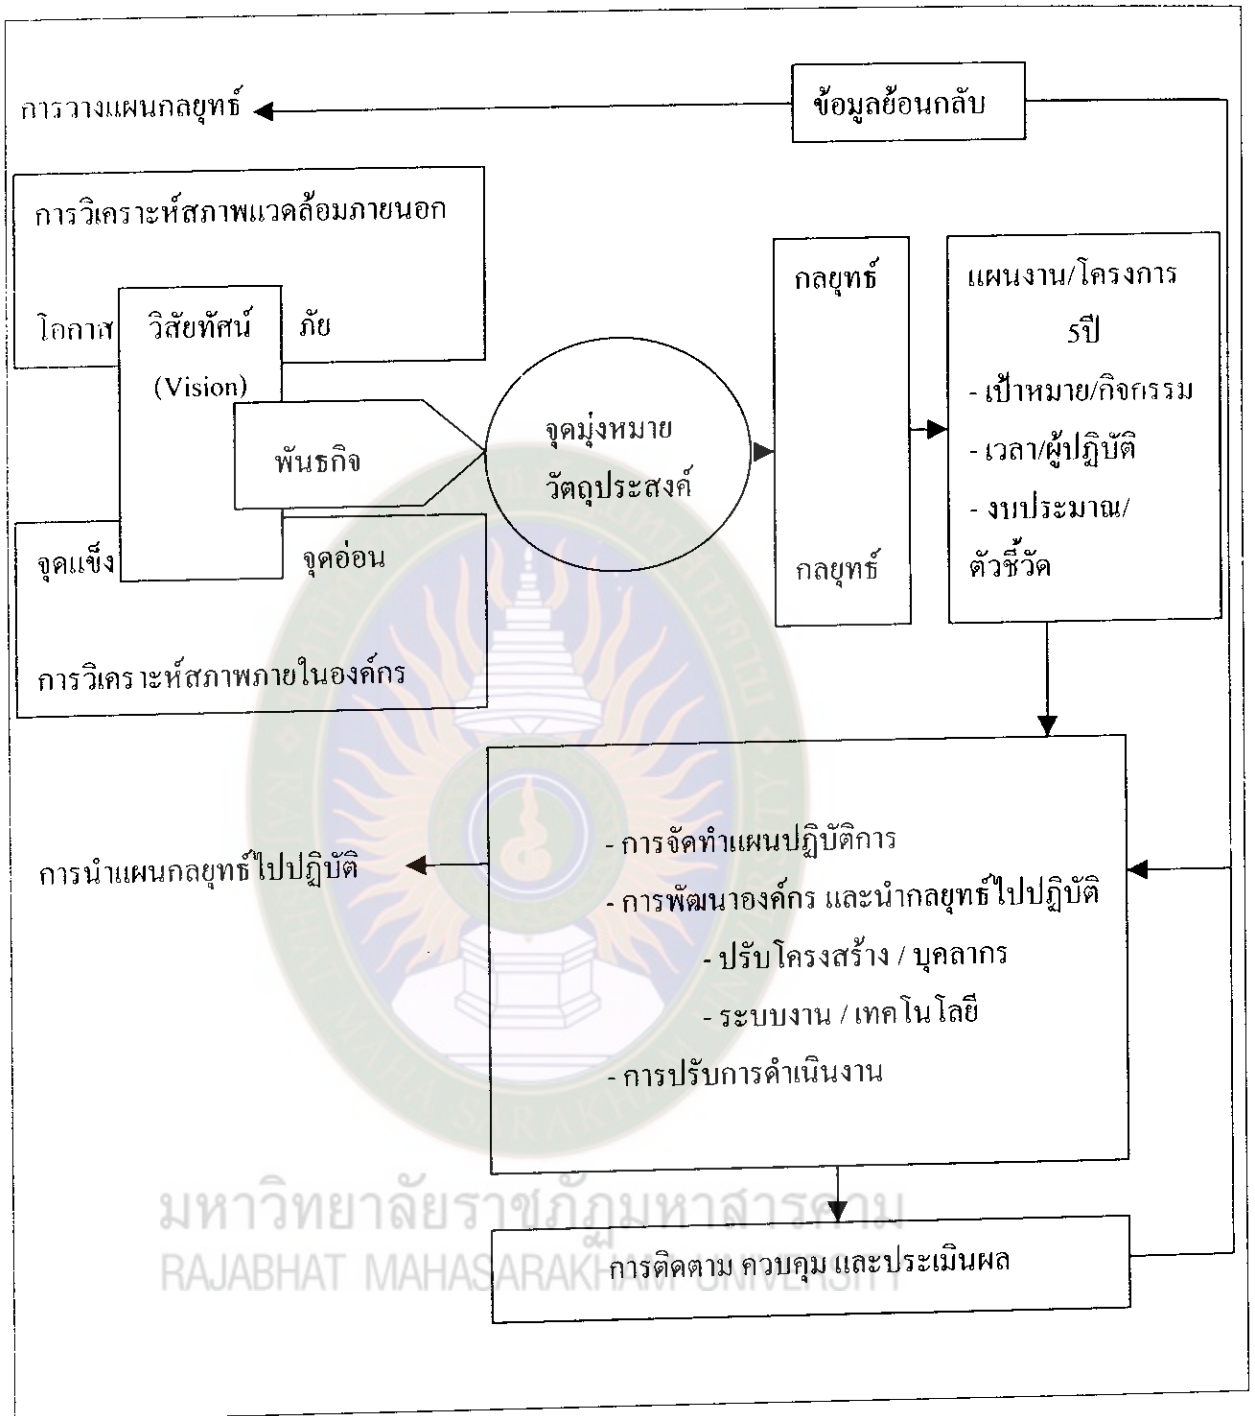 การวางแผนกลยุทธ์
ข้อมูลย้อนกลับ
การวิเคราะห์สภาพแวดล้อมภายนอก
โอกาส
วิสัยทัศน์
(Vision)
ภัย
พันธกิจ
จุดแข็ง
จุดอ่อน
การวิเคราะห์สภาพภายในองค์กร
จุดมุ่งหมาย
วัตถุประสงค์
กลยุทธ์
กลยุทธ์
แผนงาน/โครงการ
5ปี
- เป้าหมาย/กิจกรรม
- เวลา/ผู้ปฏิบัติ
- งบประมาณ/
ตัวชี้วัด
การนำแผนกลยุทธ์ไปปฏิบัติ
- การจัดทำแผนปฏิบัติการ
- การพัฒนาองค์กร และนำกลยุทธ์ไปปฏิบัติ
- ปรับโครงสร้าง / บุคลากร
- ระบบงาน / เทคโนโลยี
- การปรับการดำเนินงาน
การติดตาม ควบคุม และประเมินผล
มหาวิทยาลัยราชภัฏมหาสารคาม
RAJABHAT MAHASARAKHAM UNIVERSITY